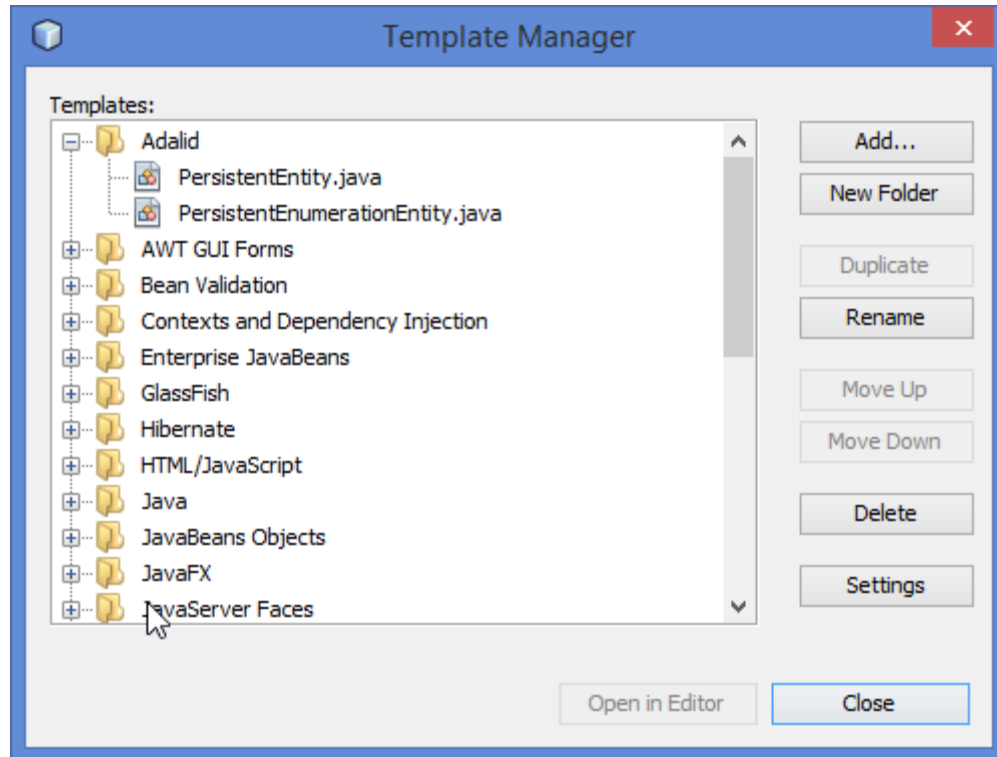 Template Manager
Templates:
Adalid
PersistentEntity.java
PersistentEnumerationEntity.java
AWT GUI Forms
Bean Validation
Contexts and Dependency Injection
Enterprise JavaBeans
GlassFish
Hibernate
HTML/JavaScript
Java
JavaBeans Objects
JavaFX
JavaServer Faces
Add...
New Folder
Duplicate
Rename
Move Up
Move Down
Delete
Settings
Open in Editor
Close